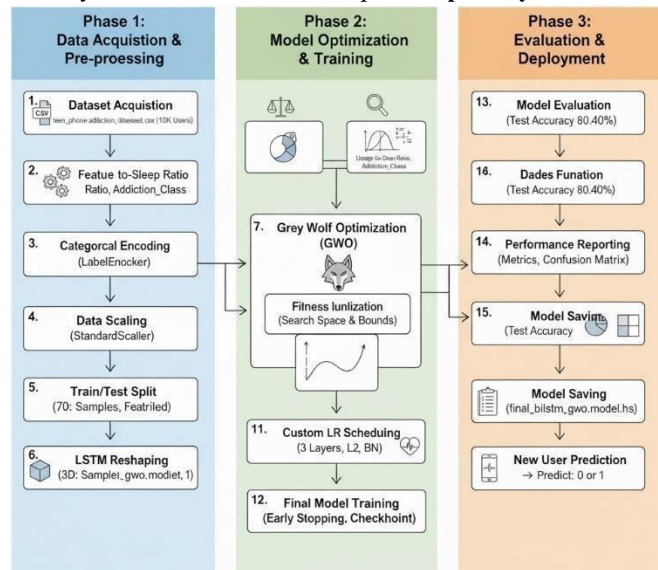 Phase 1:
Data Acquistion &
Pre-proessing
1.
CSV
Dataset Acquistion
2.
Featue to-Sleep Ratio
Ratio, Addiction_Class
3.
Categorcal Encoding
(LabelEnocker)
4.
Data Scaling
(StandardScaller)
5.
Train/Test Split
(70: Samples, Featriled)
6.
LSTM Reshaping
Phase 2:
Model Optimization
& Training
7.
Grey Wolf Optimization
(GWO)
Fitness
(Search Space & Bounds)
11.
Custom LR Scheduing
(3 Layers, L2, BN)
12.
Final Model Training
(Early Stopping, Checkhoint)
Phase 3:
Evaluation &
Deployment
13.
Model Evaluation
(Test Accuracy 80.40%)
16.
Dades Funation
(Test Accuracy 80.40%)
14.
Performance Reporting
(Metrics, Confusion Matrix)
15.
Model Saving
(Test Accuracy
Model Saving
(final_bilstm_gwo.model.hs)
New User Prediction
→ Predict: 0 or 1